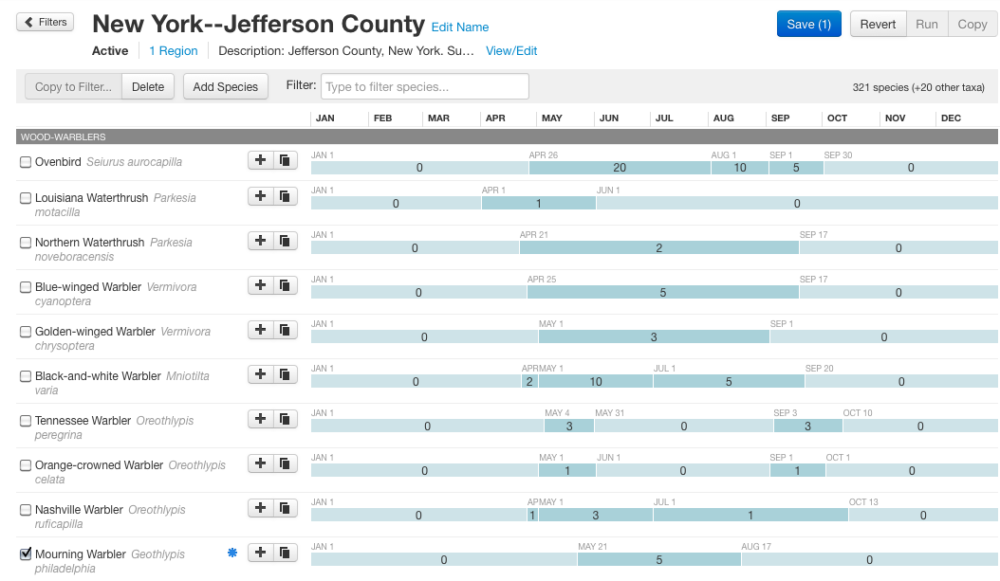 Filters
New York--Jefferson County Edit Name
Save (1) Revert Run Copy
Active 1 Region Description: Jefferson County, New York. Su… View/Edit
Copy to Filter... Delete Add Species Filter: Type to filter species... 321 species (+20 other taxa)
JAN FEB MAR APR MAY JUN JUL AUG SEP OCT NOV DEC
WOOD-WARBLERS
JAN 1 APR 26 AUG 1 SEP 1 SEP 30
Ovenbird Seiurus aurocapilla 0 20 10 5 0
JAN 1 APR 1 JUN 1
Louisiana Waterthrush Parkesia 0 1 0
motacilla
JAN 1 APR 21 SEP 17
Northern Waterthrush Parkesia 0 2 0
noveboracensis
JAN 1 APR 25 SEP 17
Blue-winged Warbler Vermivora 0 5 0
cyanoptera
JAN 1 MAY 1 SEP 1
Golden-winged Warbler Vermivora 0 3 0
chrysoptera
JAN 1 APR MAY 1 JUL 1 SEP 20
Black-and-white Warbler Mniotilta 0 2 10 5 0
varia
JAN 1 MAY 4 MAY 31 SEP 3 OCT 10
Tennessee Warbler Oreothlypis 0 3 0 3 0
peregrina
JAN 1 MAY 1 JUN 1 SEP 1 OCT 1
Orange-crowned Warbler Oreothlypis 0 1 0 1 0
celata
JAN 1 AP MAY 1 JUL 1 OCT 13
Nashville Warbler Oreothlypis 0 1 3 1 0
ruficapilla
JAN 1 MAY 21 AUG 17
Mourning Warbler Geothlypis 0 5 0
philadelphia